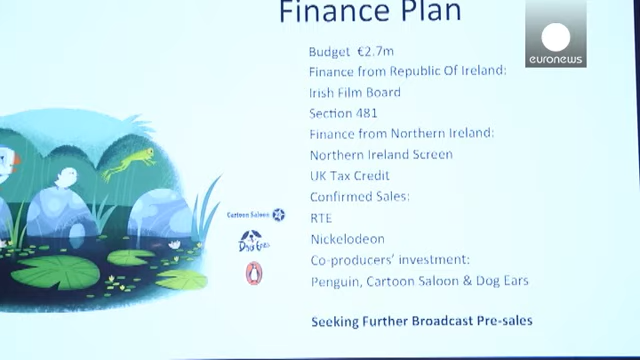 Finance Plan
euronews
Budget €2.7m
Finance from Republic Of Ireland:
Irish Film Board
Section 481
Finance from Northern Ireland:
Northern Ireland Screen
UK Tax Credit
Confirmed Sales:
RTE
Nickelodeon
Co-producers' investment:
Penguin, Cartoon Saloon & Dog Ears
Cartoon Saloon
Dog Ears
Seeking Further Broadcast Pre-sales